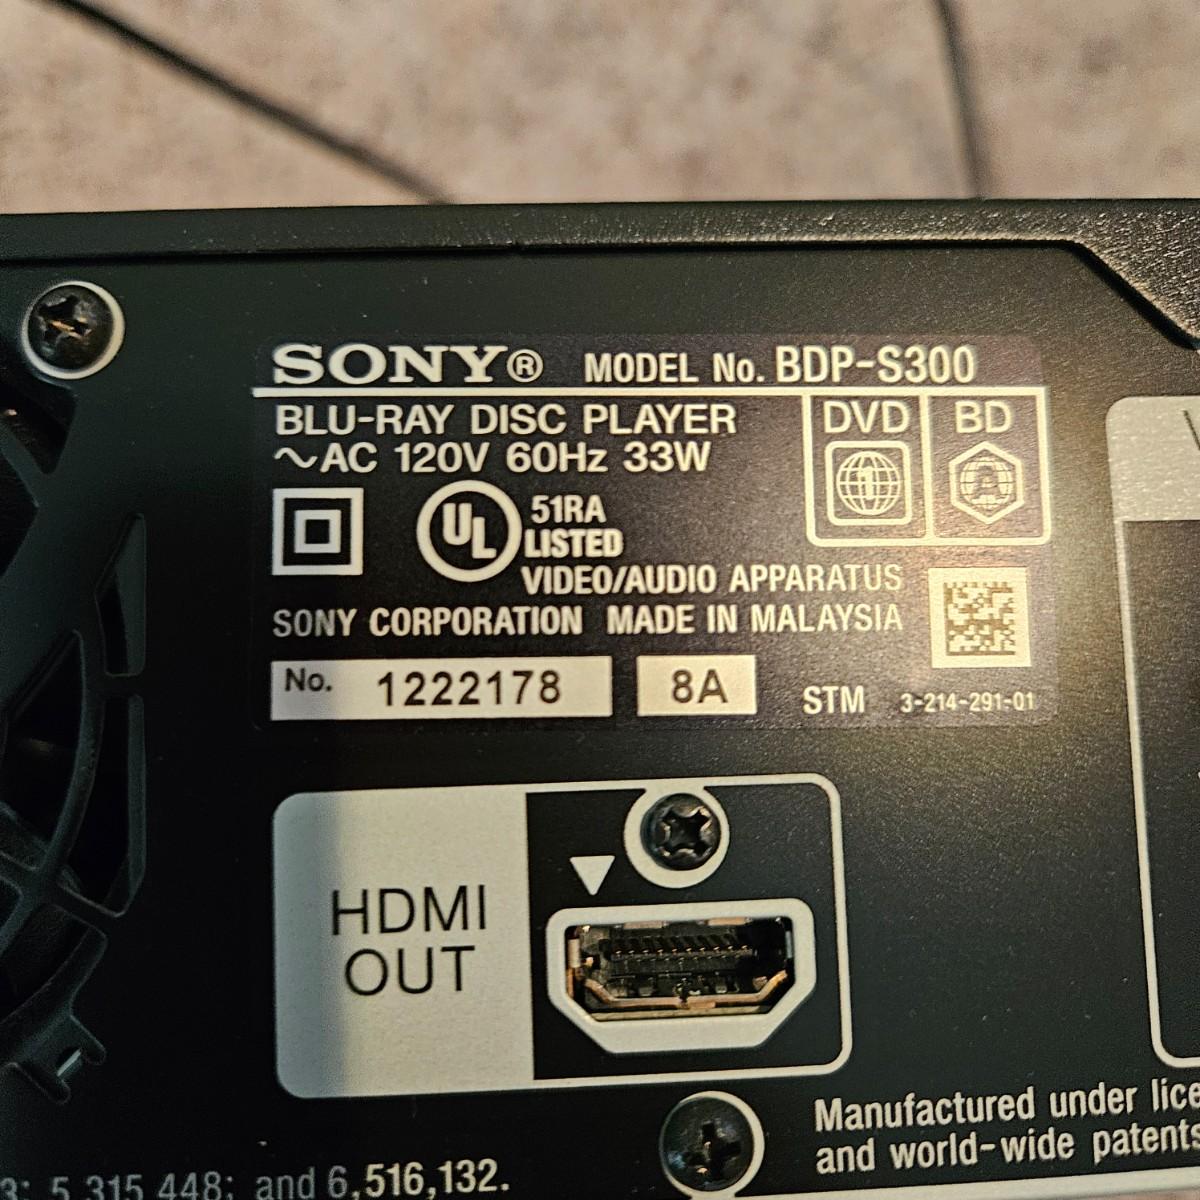 SONY® MODEL No. BDP-S300
BLU-RAY DISC PLAYER
~AC 120V 60Hz 33W
DVD
1
BD
A
UL
51RA
LISTED
VIDEO/AUDIO APPARATUS
SONY CORPORATION MADE IN MALAYSIA
No. 1222178 8A STM 3-214-291-01
HDMI
OUT
Manufactured under
and world-wide patents
5,315,448; and 6,516,132.